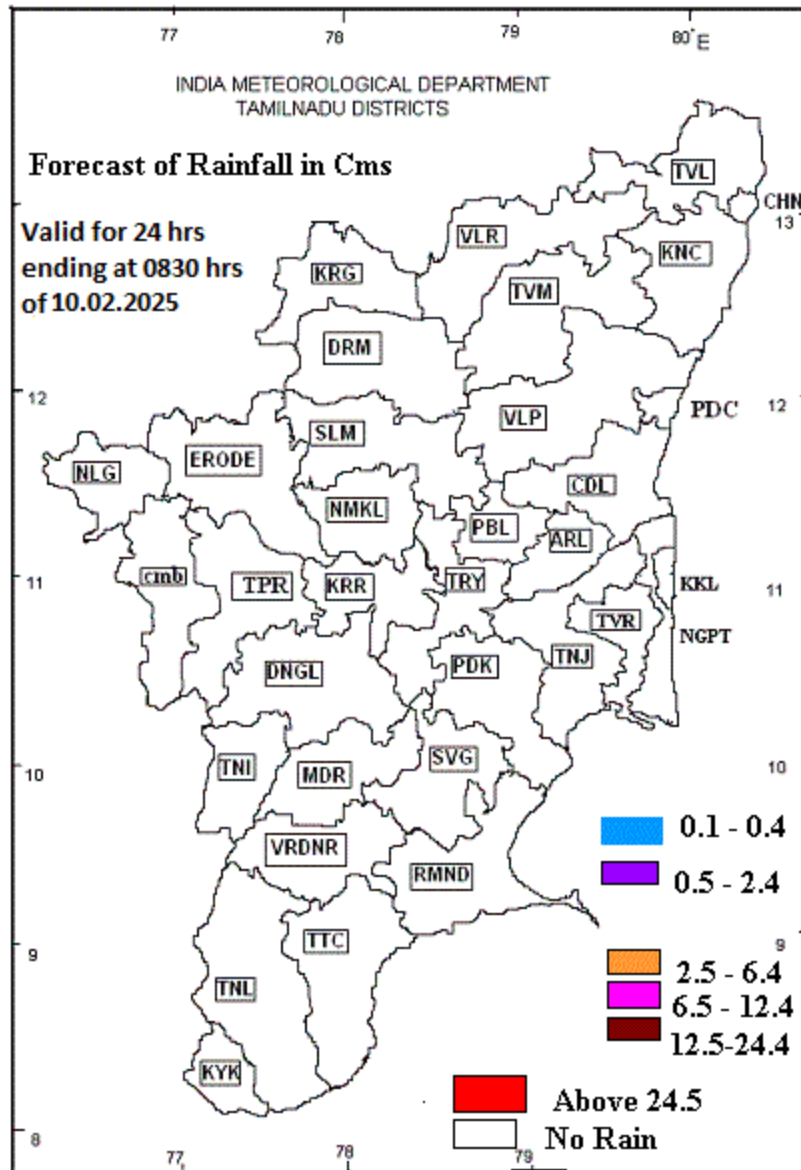 77 78 79 80°E
INDIA METEOROLOGICAL DEPARTMENT
TAMILNADU DISTRICTS
Forecast of Rainfall in Cms
TVL
CHN
13
Valid for 24 hrs
ending at 0830 hrs
of 10.02.2025
VLR
KNC
KRG
TVM
DRM
12
12
PDC
VLP
SLM
ERODE
NLG
CDL
NMKL
PBL
ARL
11
cmb
TPR
KRR
TRY
KKL
11
TVR
NGPT
TNJ
PDK
DNGL
10
TNI
MDR
SVG
10
0.1 - 0.4
VRDNR
RMND
0.5 - 2.4
9
TTC
9
2.5 - 6.4
TNL
6.5 - 12.4
12.5-24.4
KYK
Above 24.5
8
No Rain
77 78 79